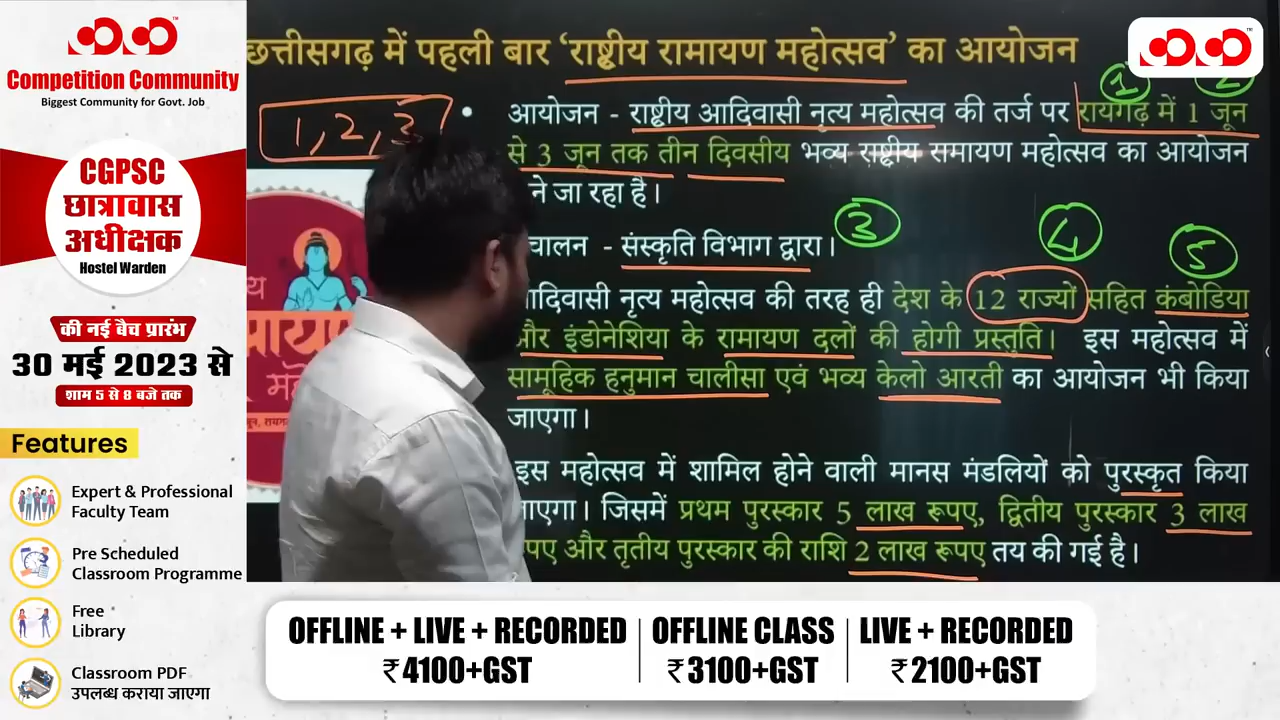 Competition Community
Biggest Community for Govt. Job
CGPSC
छात्रावास
अधीक्षक
Hostel Warden
की नई बैच प्रारंभ
30 मई 2023 से
शाम 5 से 8 बजे तक
Features
Expert & Professional
Faculty Team
Pre Scheduled
Classroom Programme
Free
Library
Classroom PDF
उपलब्ध कराया जाएगा
छत्तीसगढ़ में पहली बार ‘राष्ट्रीय रामायण महोत्सव’ का आयोजन
1 2
1,2,3
• आयोजन - राष्ट्रीय आदिवासी नृत्य महोत्सव की तर्ज पर रायगढ़ में 1 जून
से 3 जून तक तीन दिवसीय भव्य राष्ट्रीय रामायण महोत्सव का आयोजन
ने जा रहा है।
3 4 5
चालन - संस्कृति विभाग द्वारा।
आदिवासी नृत्य महोत्सव की तरह ही देश के 12 राज्यों सहित कंबोडिया
और इंडोनेशिया के रामायण दलों की होगी प्रस्तुति। इस महोत्सव में
सामूहिक हनुमान चालीसा एवं भव्य केलो आरती का आयोजन भी किया
जाएगा।
इस महोत्सव में शामिल होने वाली मानस मंडलियों को पुरस्कृत किया
जाएगा। जिसमें प्रथम पुरस्कार 5 लाख रूपए, द्वितीय पुरस्कार 3 लाख
रूपए और तृतीय पुरस्कार की राशि 2 लाख रूपए तय की गई है।
OFFLINE + LIVE + RECORDED
₹4100+GST
OFFLINE CLASS
₹3100+GST
LIVE + RECORDED
₹2100+GST